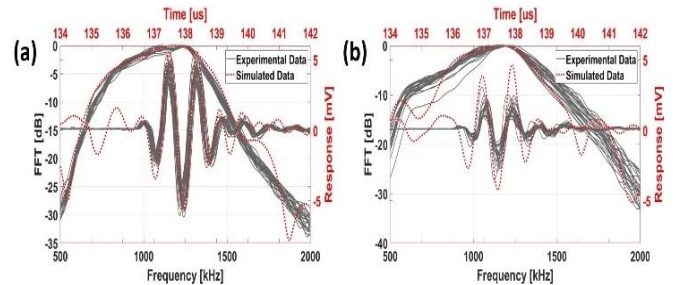 Time [us]
134 135 136 137 138 139 140 141 142
(a)
0
-5
-10
-15
-20
-25
-30
-35
FFT [dB]
Experimental Data
Simulated Data
5
0
-5
Response [mV]
500 1000 1500 2000
Frequency [kHz]
Time [us]
134 135 136 137 138 139 140 141 142
(b)
0
-10
-20
-30
-40
FFT [dB]
Experimental Data
Simulated Data
5
0
-5
Response [mV]
500 1000 1500 2000
Frequency [kHz]